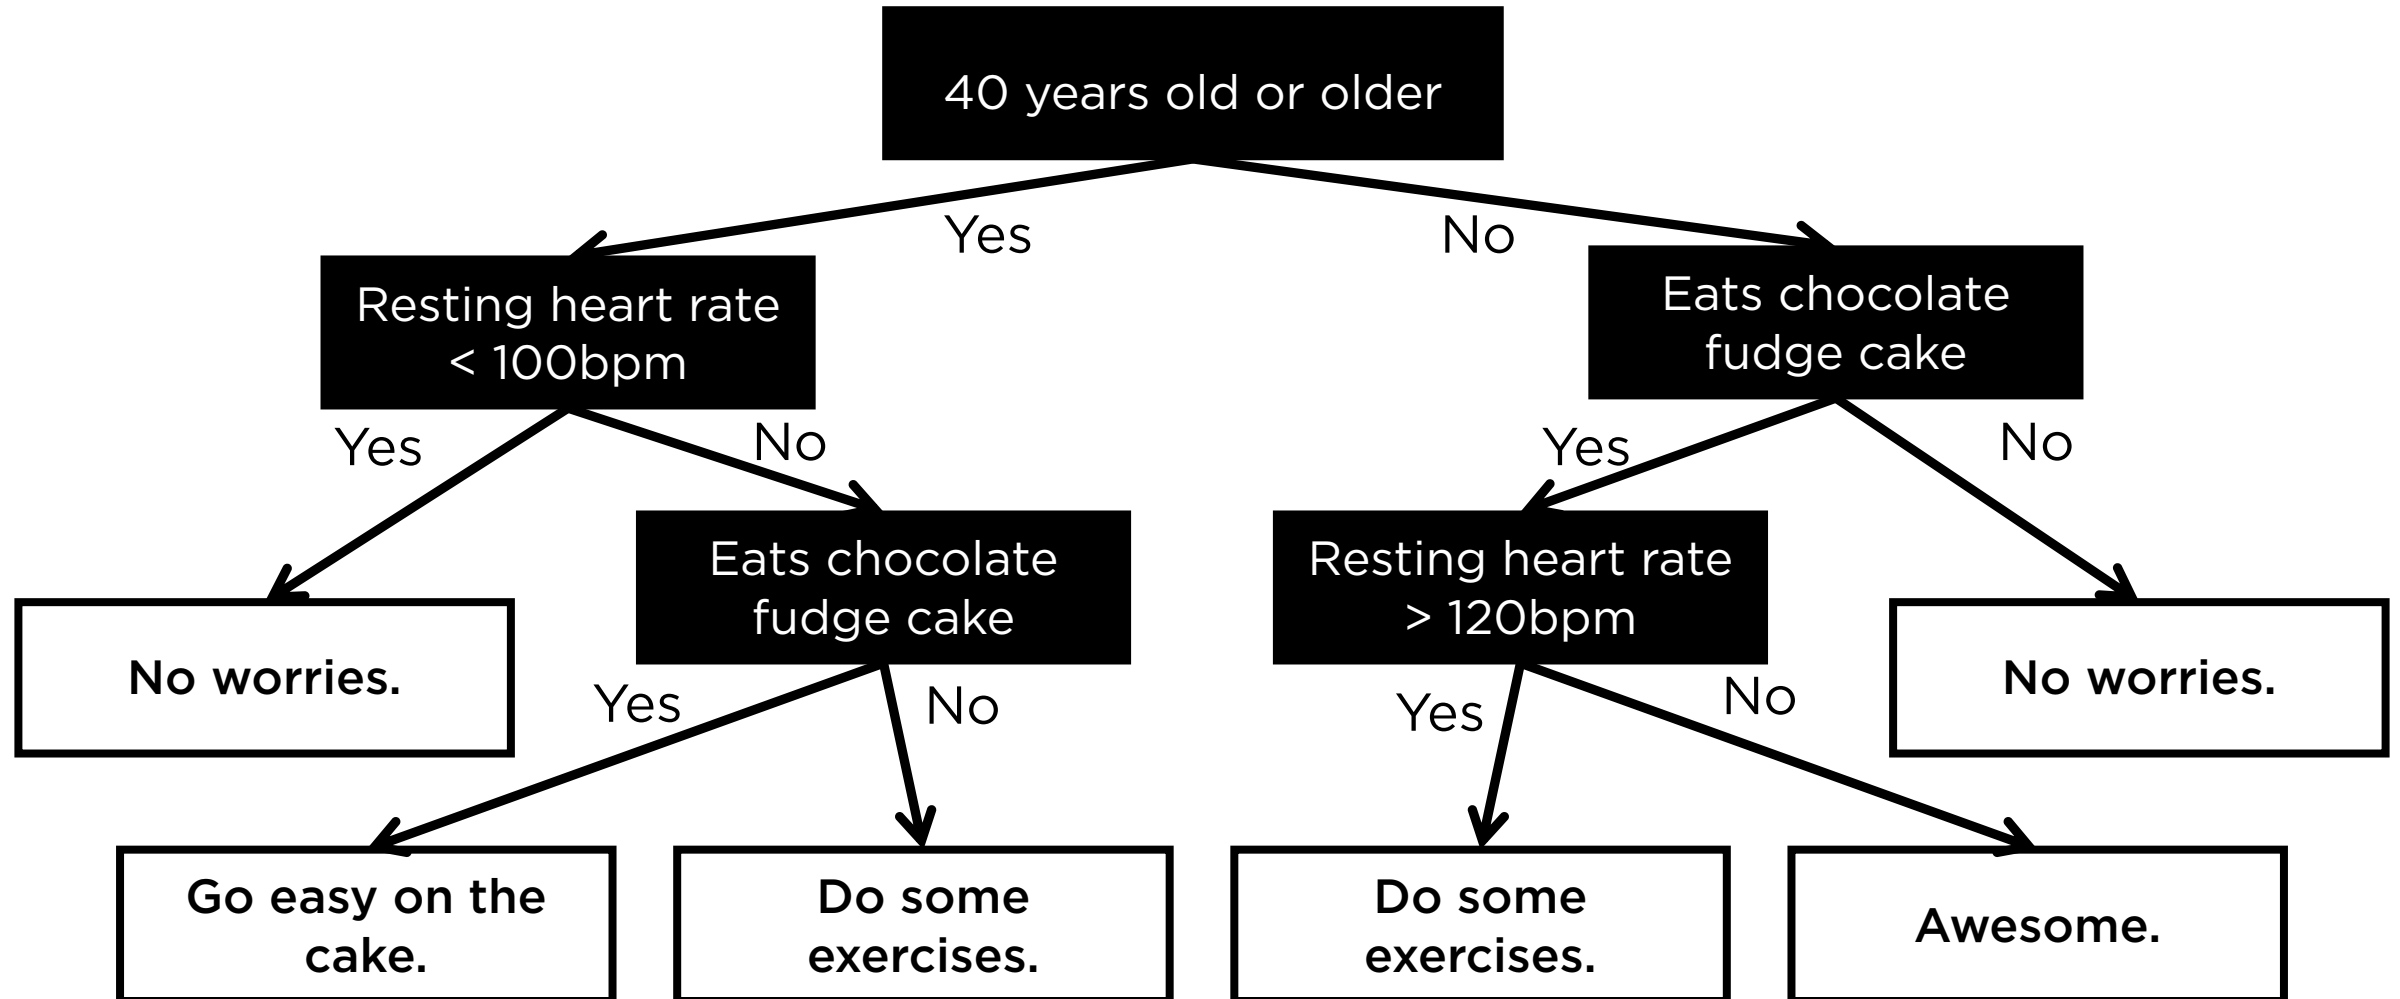 40 years old or older
Yes
No
Resting heart rate
< 100bpm
Eats chocolate
fudge cake
Yes
No
Yes
No
Eats chocolate
fudge cake
Resting heart rate
> 120bpm
No worries.
No worries.
Yes
No
Yes
No
Go easy on the
cake.
Do some
exercises.
Do some
exercises.
Awesome.